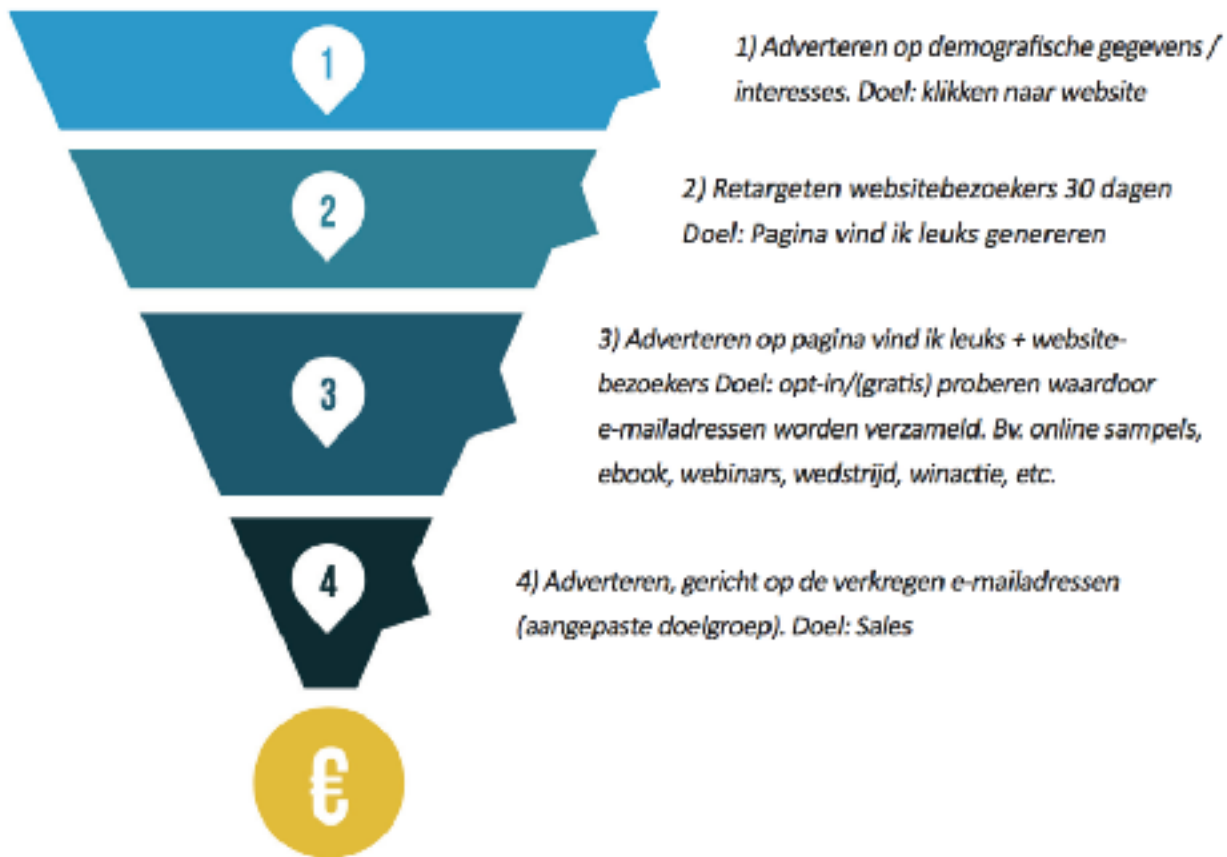 1
1) Adverteren op demografische gegevens /
interesses. Doel: klikken naar website
2
2) Retargeten websitebezoekers 30 dagen
Doel: Pagina vind ik leuks genereren
3
3) Adverteren op pagina vind ik leuks + website-
bezoekers Doel: opt-in/(gratis) proberen waardoor
e-mailadressen worden verzameld. Bv. online sampels,
ebook, webinars, wedstrijd, winactie, etc.
4
4) Adverteren, gericht op de verkregen e-mailadressen
(aangepaste doelgroep). Doel: Sales
€